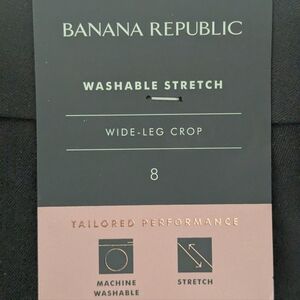 BANANA REPUBLIC
WASHABLE STRETCH
WIDE-LEG CROP
8
TAILORED PERFORMANCE
MACHINE
WASHABLE
STRETCH